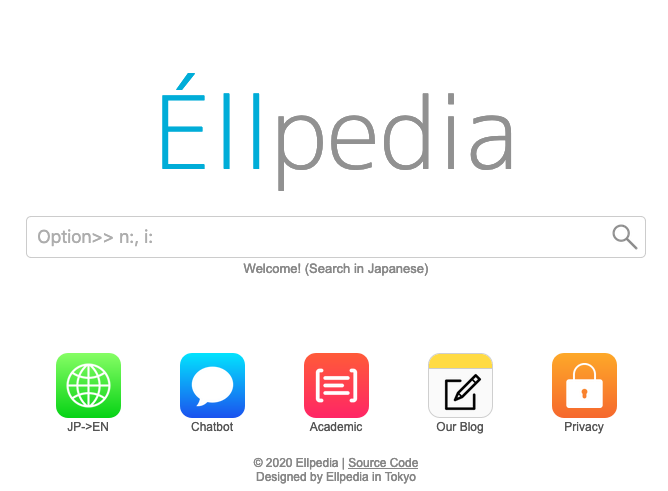 Éllpedia
Option>> n:, i:
Welcome! (Search in Japanese)
JP->EN
Chatbot
Academic
Our Blog
Privacy
© 2020 Ellpedia | Source Code
Designed by Ellpedia in Tokyo